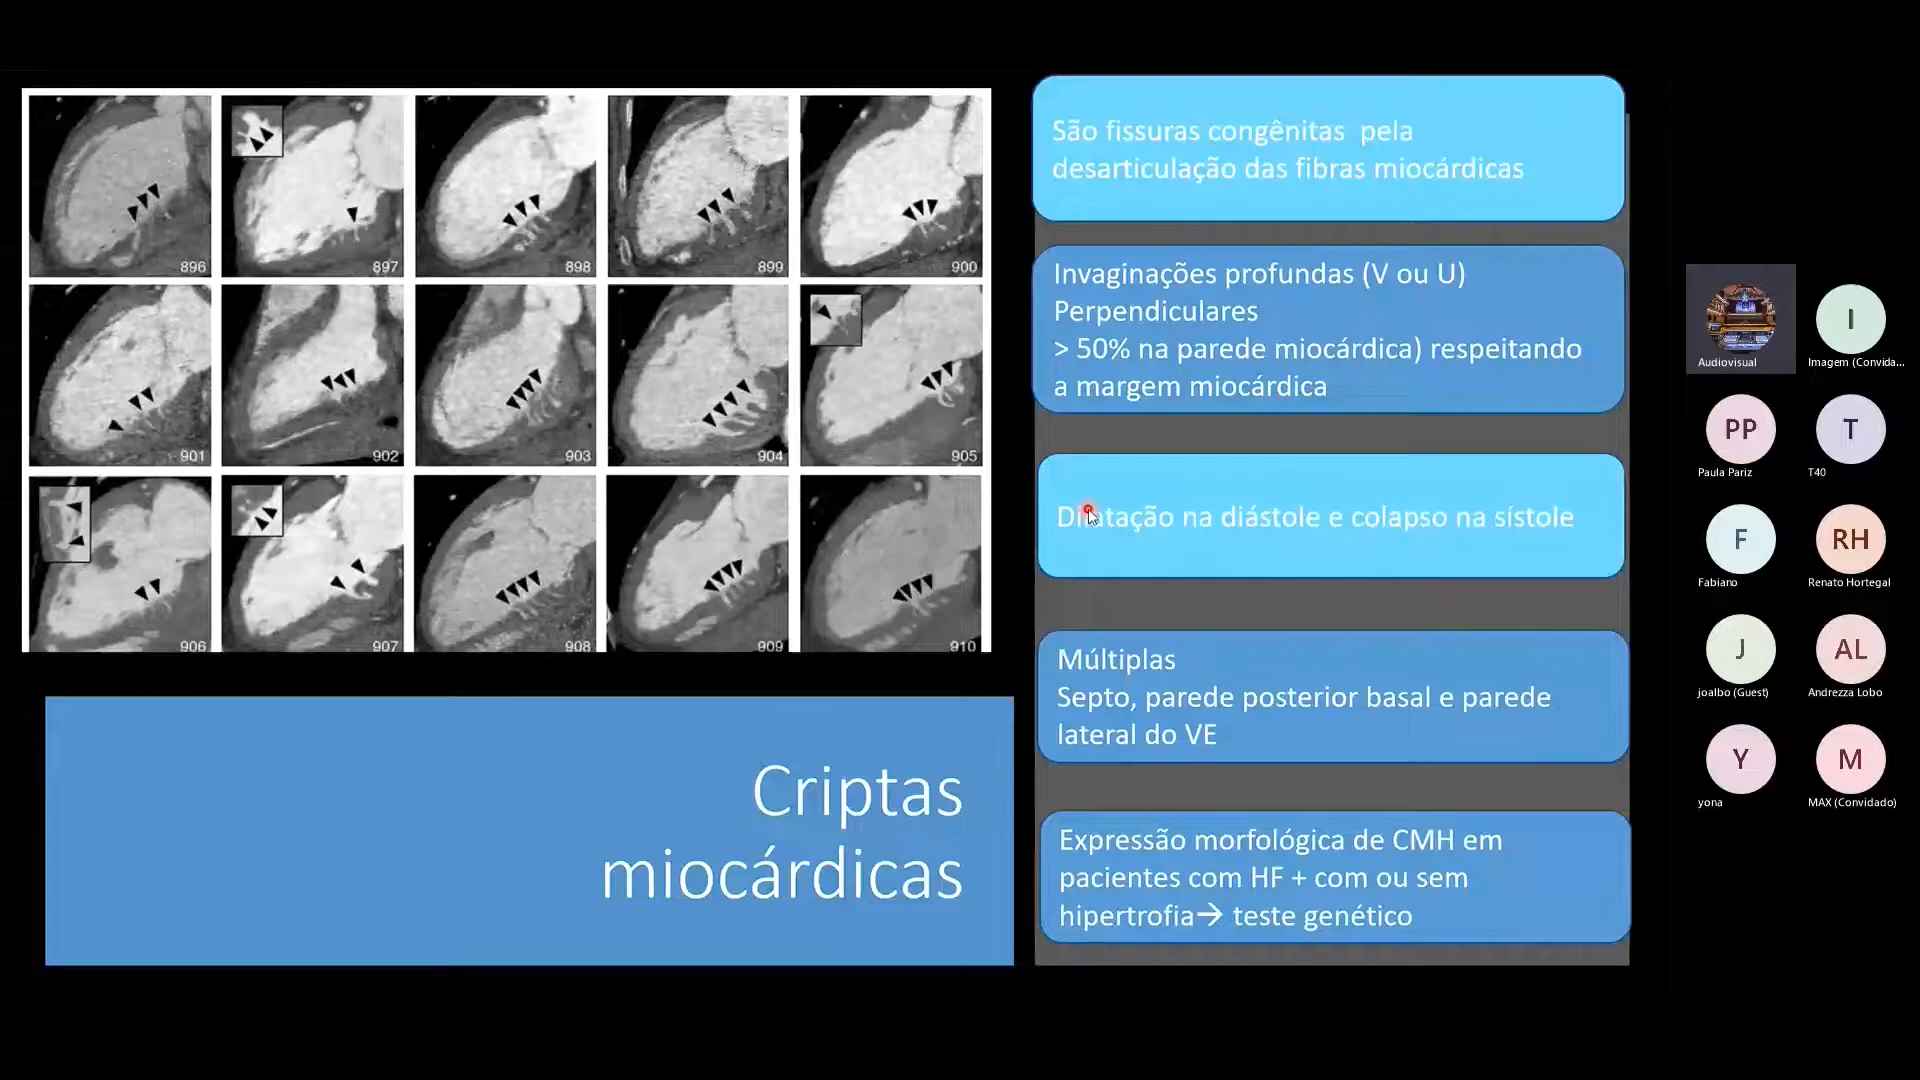 896
897
898
899
900
901
902
903
904
905
906
907
908
909
910
Criptas
miocárdicas
São fissuras congênitas  pela
desarticulação das fibras miocárdicas
Invaginações profundas (V ou U)
Perpendiculares
> 50% na parede miocárdica) respeitando
a margem miocárdica
Dilatação na diástole e colapso na sístole
Múltiplas
Septo, parede posterior basal e parede
lateral do VE
Expressão morfológica de CMH em
pacientes com HF + com ou sem
hipertrofia→ teste genético
Audiovisual
I
Imagem (Convida...
PP
Paula Pariz
T
T40
F
Fabiano
RH
Renato Hortegal
J
joalbo (Guest)
AL
Andrezza Lobo
Y
yona
M
MAX (Convidado)